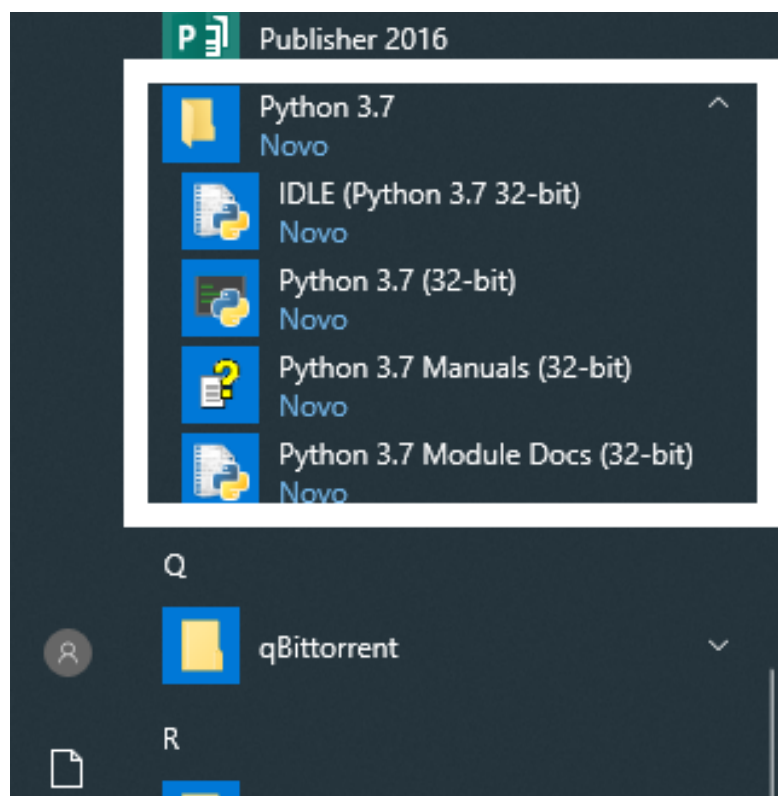 Publisher 2016
Python 3.7
Novo
IDLE (Python 3.7 32-bit)
Novo
Python 3.7 (32-bit)
Novo
Python 3.7 Manuals (32-bit)
Novo
Python 3.7 Module Docs (32-bit)
Novo
Q
qBittorrent
R